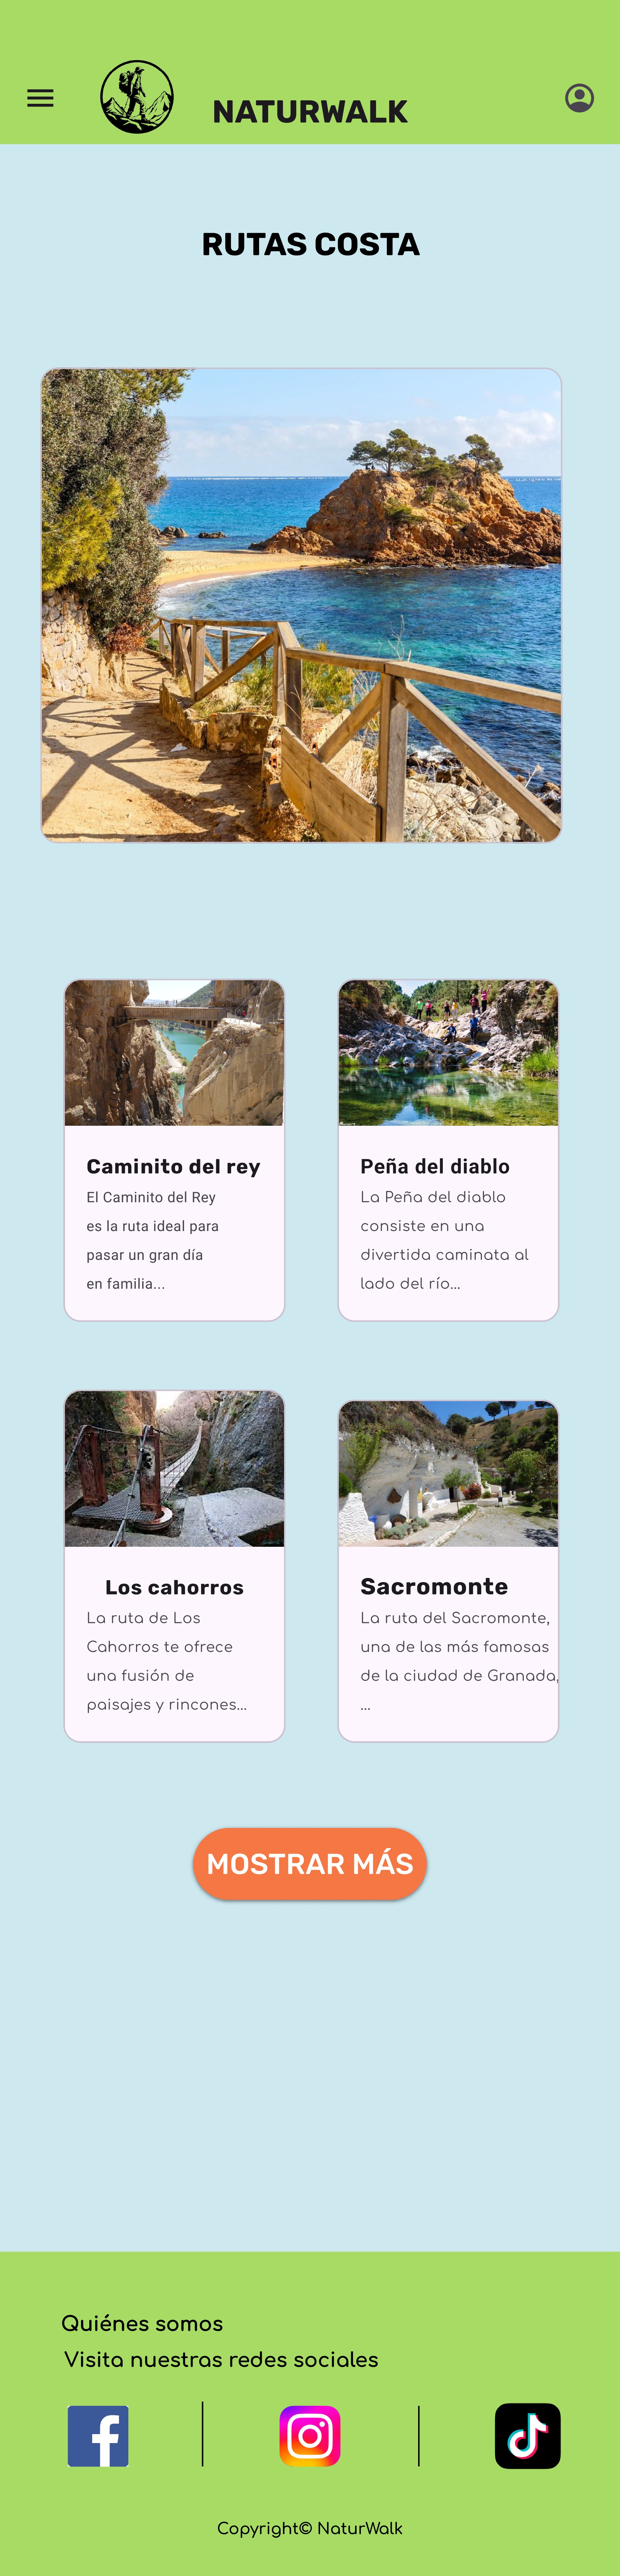 NATURWALK
RUTAS COSTA
Caminito del rey
El Caminito del Rey
es la ruta ideal para
pasar un gran día
en familia...
Peña del diablo
La Peña del diablo
consiste en una
divertida caminata al
lado del río...
Los cahorros
La ruta de Los
Cahorros te ofrece
una fusión de
paisajes y rincones...
Sacromonte
La ruta del Sacromonte,
una de las más famosas
de la ciudad de Granada,
...
MOSTRAR MÁS
Quiénes somos
Visita nuestras redes sociales
Copyright© NaturWalk